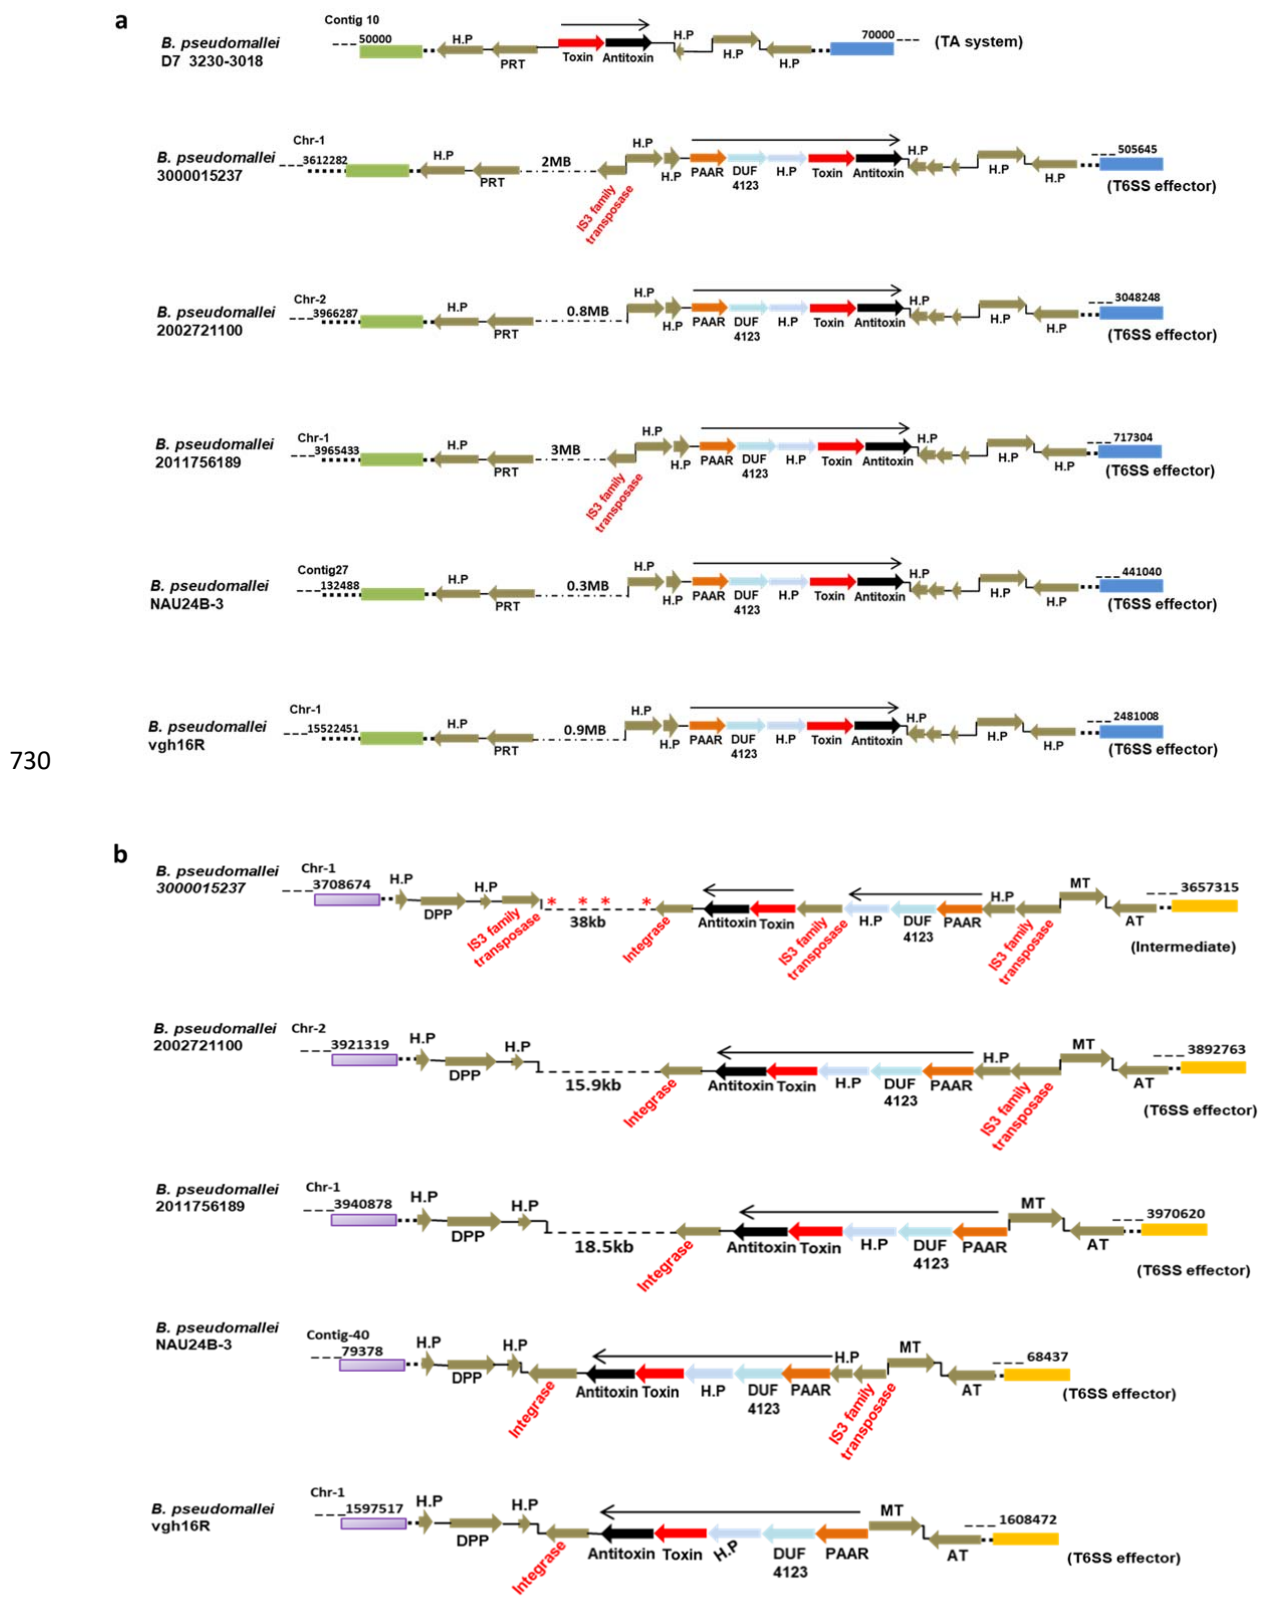 a
Contig 10
B. pseudomallei
D7 3230-3018
50000
H.P
PRT
Toxin
Antitoxin
H.P
H.P
H.P
70000
(TA system)
B. pseudomallei
3000015237
Chr-1
3612282
H.P
PRT
2MB
IS3 family
transposase
H.P
H.P
PAAR
DUF
4123
H.P
Toxin
Antitoxin
H.P
H.P
H.P
505645
(T6SS effector)
B. pseudomallei
2002721100
Chr-2
3966287
H.P
PRT
0.8MB
H.P
H.P
PAAR
DUF
4123
H.P
Toxin
Antitoxin
H.P
H.P
H.P
3048248
(T6SS effector)
B. pseudomallei
2011756189
Chr-1
3965433
H.P
PRT
3MB
IS3 family
transposase
H.P
H.P
PAAR
DUF
4123
H.P
Toxin
Antitoxin
H.P
H.P
H.P
717304
(T6SS effector)
B. pseudomallei
NAU24B-3
Contig27
132488
H.P
PRT
0.3MB
H.P
H.P
PAAR
DUF
4123
H.P
Toxin
Antitoxin
H.P
H.P
H.P
441040
(T6SS effector)
B. pseudomallei
vgh16R
Chr-1
15522451
H.P
PRT
0.9MB
H.P
H.P
PAAR
DUF
4123
H.P
Toxin
Antitoxin
H.P
H.P
H.P
2481008
(T6SS effector)
730
b
B. pseudomallei
3000015237
Chr-1
3708674
H.P
DPP
H.P
IS3 family
transposase
* * * *
38kb
Integrase
Antitoxin
Toxin
IS3 family
transposase
H.P
DUF
4123
PAAR
H.P
IS3 family
transposase
MT
AT
3657315
(Intermediate)
B. pseudomallei
2002721100
Chr-2
3921319
H.P
DPP
H.P
15.9kb
Integrase
Antitoxin
Toxin
H.P
DUF
4123
PAAR
H.P
IS3 family
transposase
MT
AT
3892763
(T6SS effector)
B. pseudomallei
2011756189
Chr-1
3940878
H.P
DPP
H.P
18.5kb
Integrase
Antitoxin
Toxin
H.P
DUF
4123
PAAR
MT
AT
3970620
(T6SS effector)
B. pseudomallei
NAU24B-3
Contig-40
79378
H.P
DPP
H.P
Integrase
Antitoxin
Toxin
H.P
DUF
4123
PAAR
H.P
IS3 family
transposase
MT
AT
68437
(T6SS effector)
B. pseudomallei
vgh16R
Chr-1
1597517
H.P
DPP
H.P
Integrase
Antitoxin
Toxin
H.P
DUF
4123
PAAR
MT
AT
1608472
(T6SS effector)